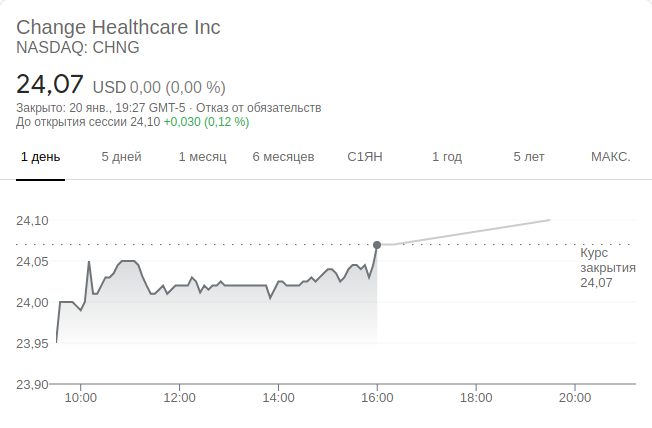 Change Healthcare Inc
NASDAQ: CHNG
24,07 USD 0,00 (0,00 %)
Закрыто: 20 янв., 19:27 GMT-5 · Отказ от обязательств
До открытия сессии 24,10 +0,030 (0,12 %)
1 день 5 дней 1 месяц 6 месяцев С1ЯН 1 год 5 лет МАКС.
24,10
Курс
закрытия
24,07
24,05
24,00
23,95
23,90
10:00 12:00 14:00 16:00 18:00 20:00